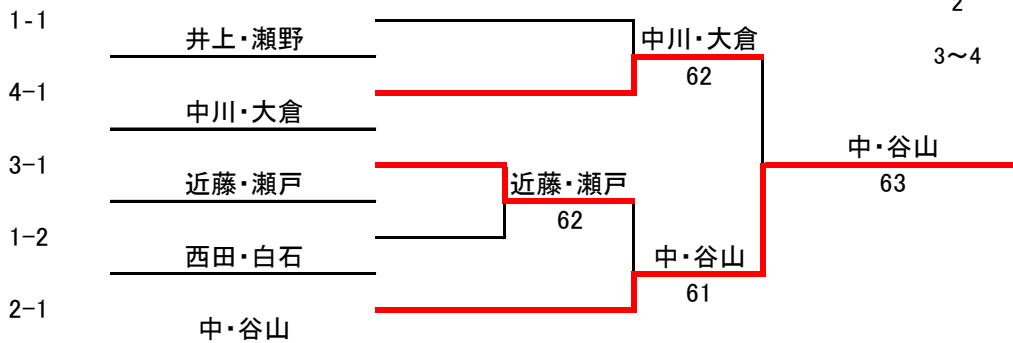 2
1-1
井上・瀬野
中川・大倉
3～4
62
4-1
中川・大倉
中・谷山
3-1
63
近藤・瀬戸
近藤・瀬戸
62
1-2
西田・白石
中・谷山
61
2-1
中・谷山